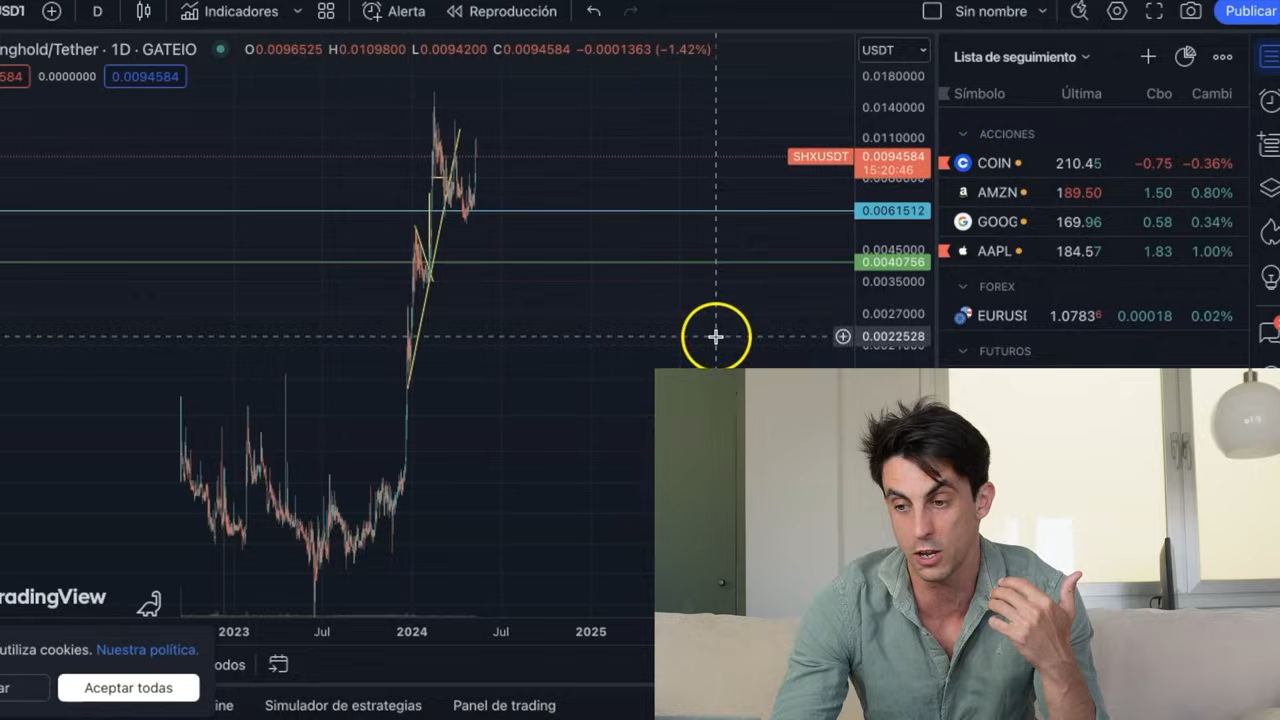 USDT D Indicadores Alerta Reproducción Sin nombre Publicar
nghold/Tether · 1D · GATEIO O0.0096525 H0.0109800 L0.0094200 C0.0094584 −0.0001363 (−1.42%) USDT
Lista de seguimiento
584 0.0000000 0.0094584
0.0180000
Símbolo Última Cbo Cambi
0.0140000
0.0110000
ACCIONES
SHXUSDT 0.0094584
15:20:46
COIN 210.45 −0.75 −0.36%
AMZN 189.50 1.50 0.80%
0.0061512
GOOG 169.96 0.58 0.34%
0.0045000
AAPL 184.57 1.83 1.00%
0.0040756
0.0035000
FOREX
0.0027000
EURUSI 1.07836 0.00018 0.02%
0.0022528
FUTUROS
radingView
2023 Jul 2024 Jul 2025
utiliza cookies. Nuestra política.
odos
ar Aceptar todas
ine Simulador de estrategias Panel de trading